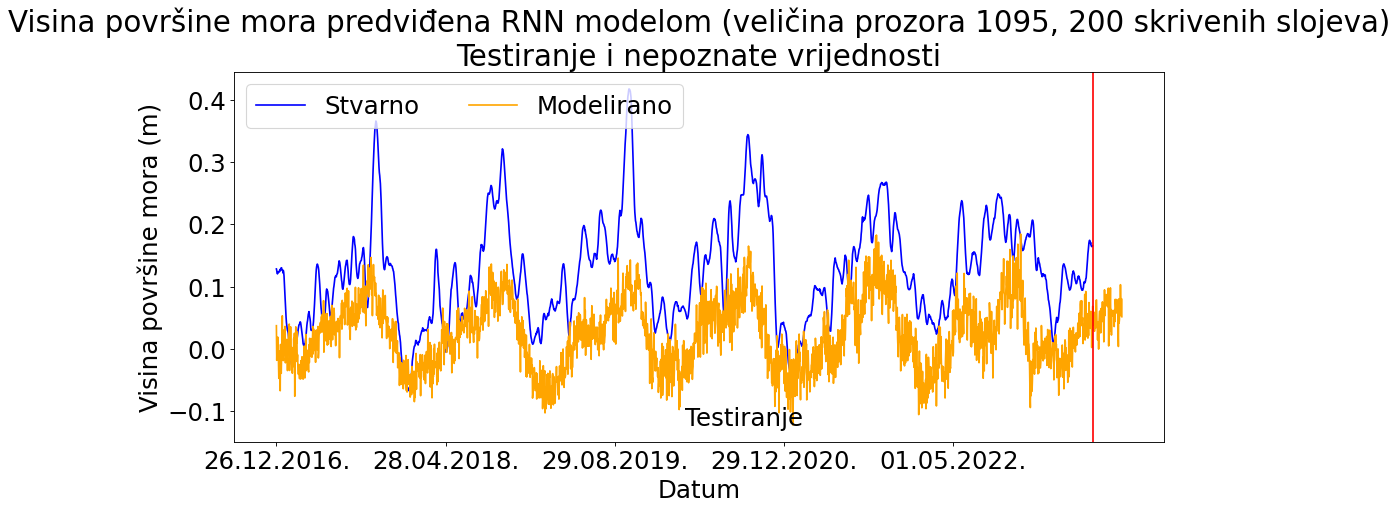 Visina površine mora predviđena RNN modelom (veličina prozora 1095, 200 skrivenih slojeva)
Testiranje i nepoznate vrijednosti
Stvarno
Modelirano
Visina površine mora (m)
0.4
0.3
0.2
0.1
0.0
−0.1
Testiranje
26.12.2016.
28.04.2018.
29.08.2019.
29.12.2020.
01.05.2022.
Datum